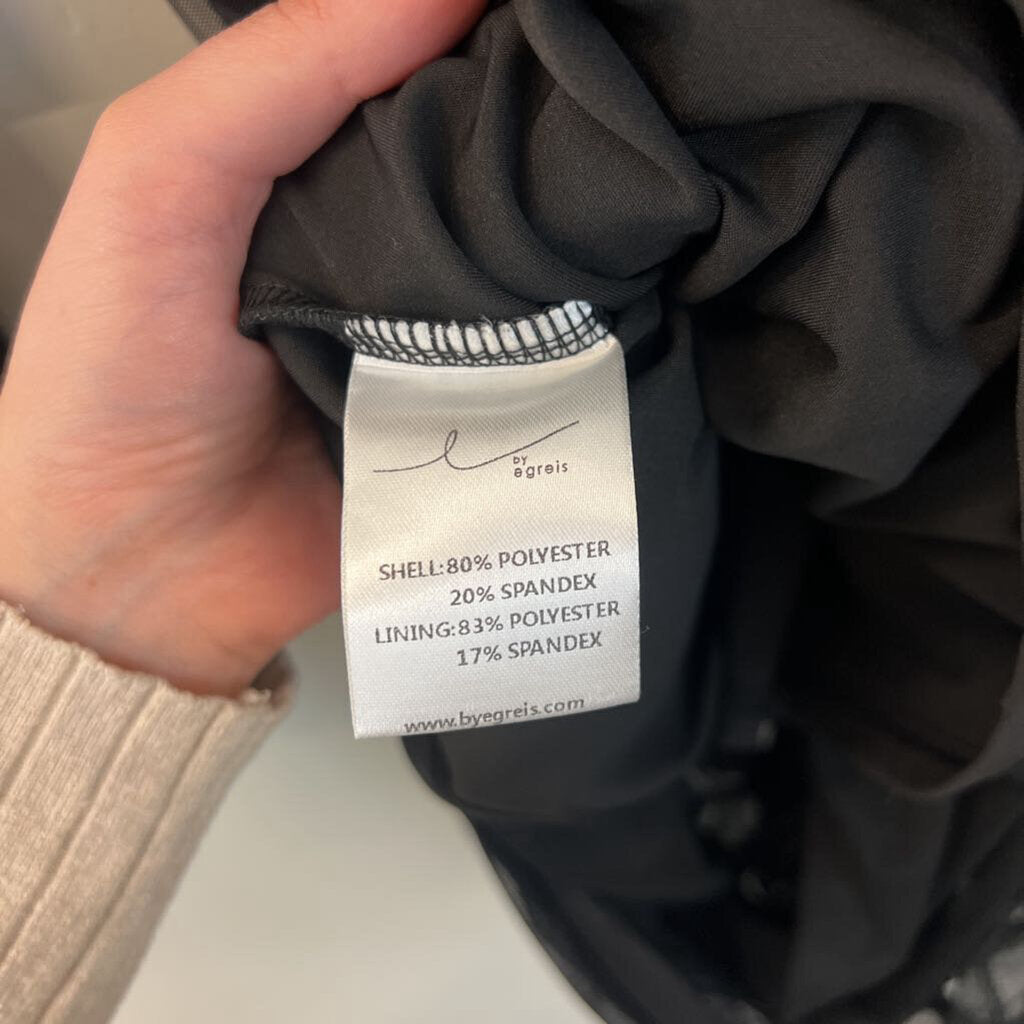 by
egreis
SHELL:80% POLYESTER
20% SPANDEX
LINING:83% POLYESTER
17% SPANDEX
www.byegreis.com